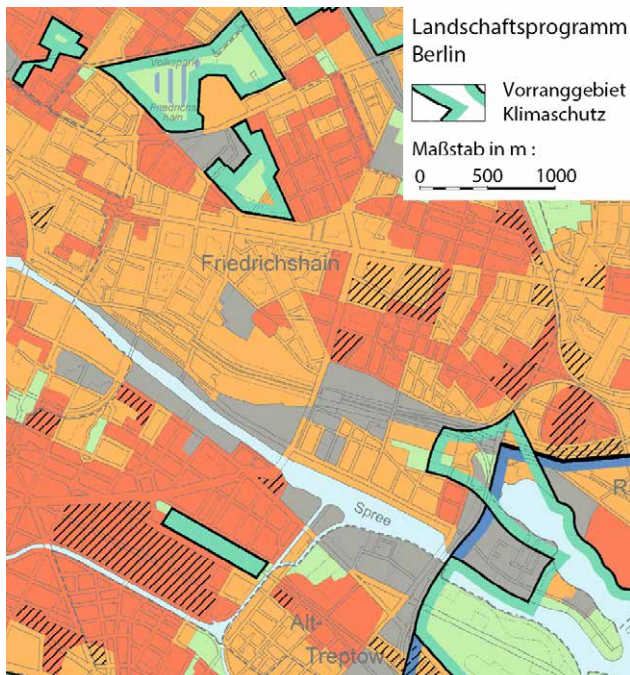 Landschaftsprogramm
Berlin
Vorranggebiet
Klimaschutz
Maßstab in m :
0 500 1000
Volkspark
Friedrichs
hain
Friedrichshain
Spree
R
Alt-
Treptow